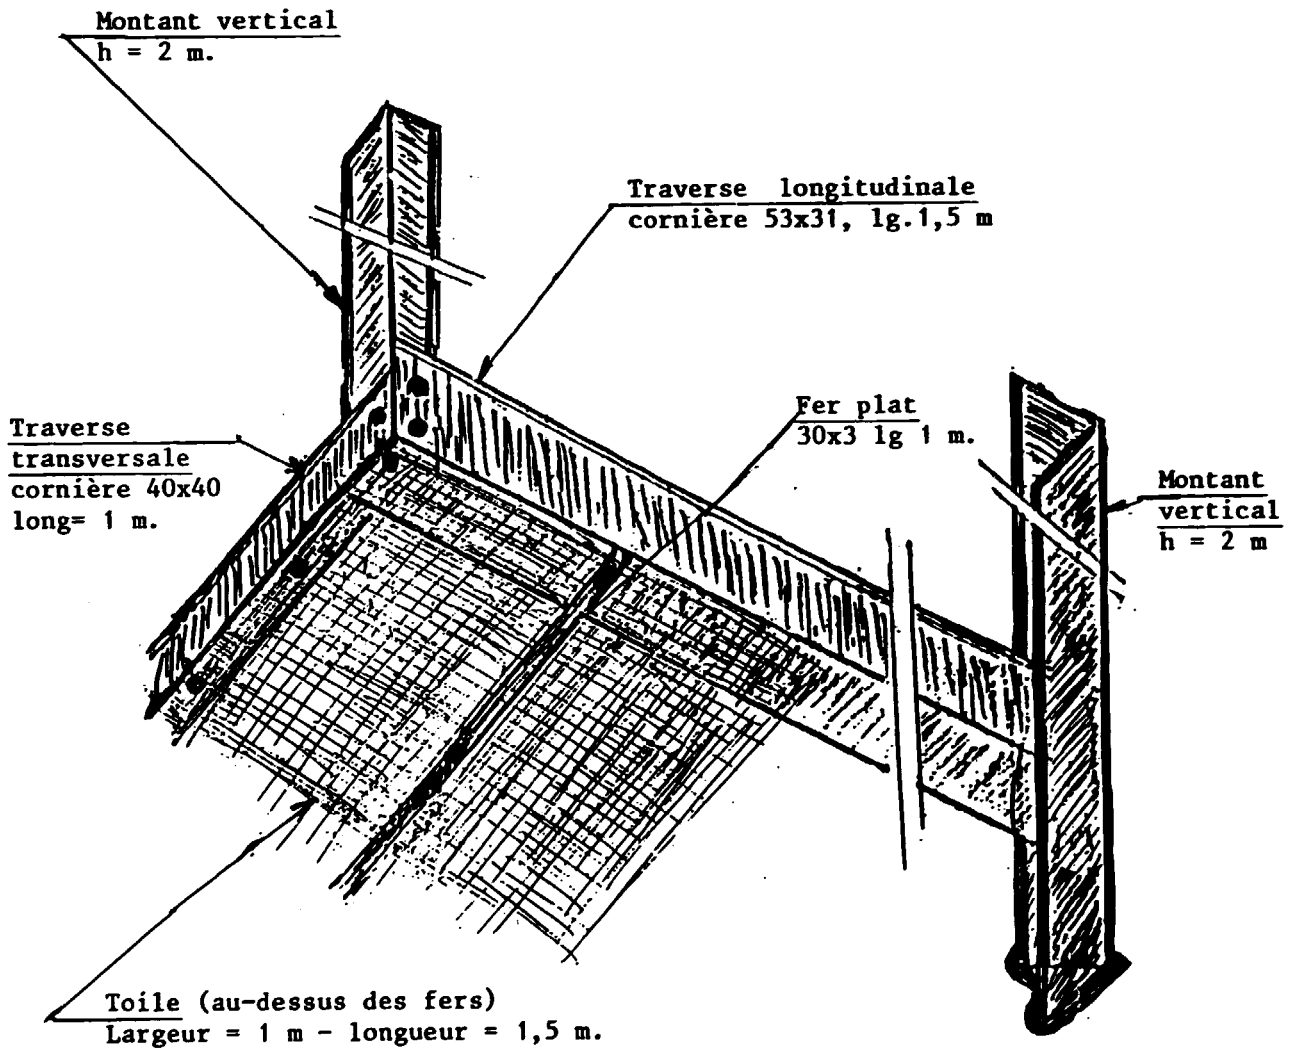 Montant vertical
h = 2 m.
Traverse longitudinale
cornière 53x31, lg.1,5 m
Fer plat
30x3 lg 1 m.
Traverse
transversale
cornière 40x40
long= 1 m.
Montant
vertical
h = 2 m
Toile (au-dessus des fers)
Largeur = 1 m - longueur = 1,5 m.